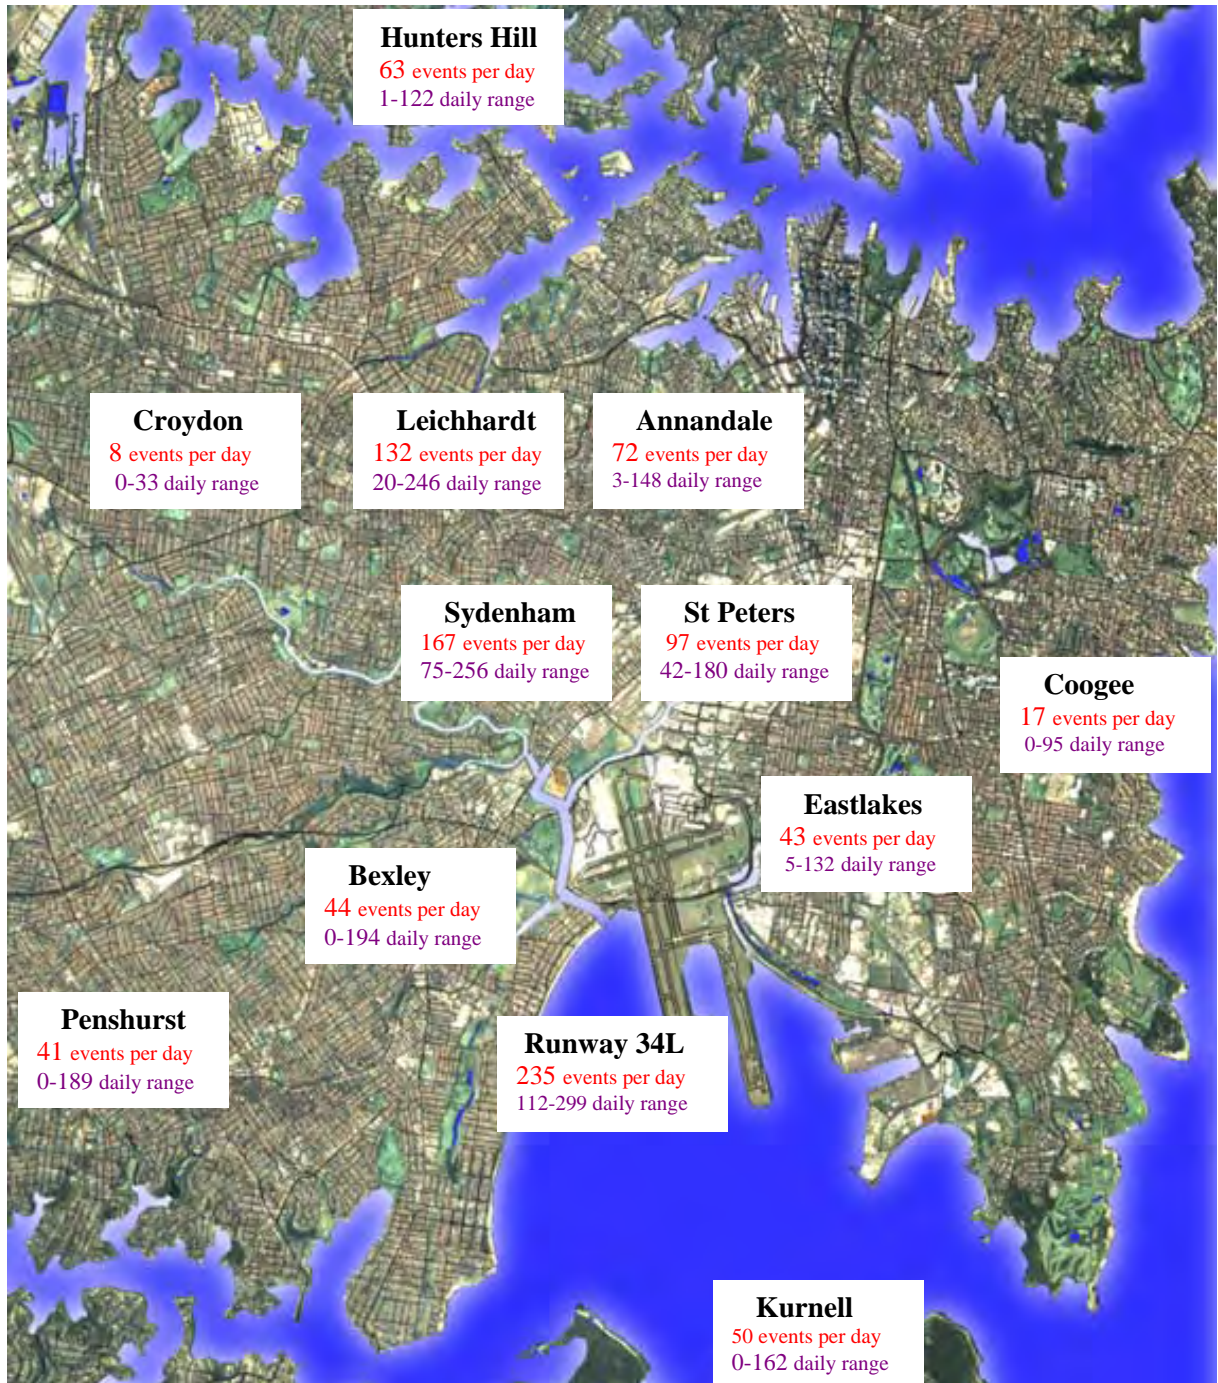 Hunters Hill
63 events per day
1-122 daily range
Croydon
8 events per day
0-33 daily range
Leichhardt
132 events per day
20-246 daily range
Annandale
72 events per day
3-148 daily range
Sydenham
167 events per day
75-256 daily range
St Peters
97 events per day
42-180 daily range
Coogee
17 events per day
0-95 daily range
Eastlakes
43 events per day
5-132 daily range
Bexley
44 events per day
0-194 daily range
Penshurst
41 events per day
0-189 daily range
Runway 34L
235 events per day
112-299 daily range
Kurnell
50 events per day
0-162 daily range